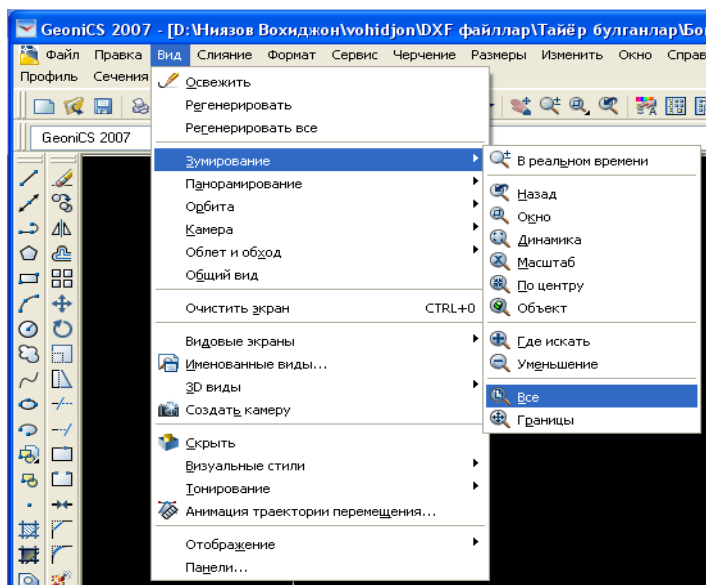 GeoniCS 2007 - [D:\Ниязов Вохиджон\vohidjon\DXF файллар\Тайёр булганлар\Бо
Файл Правка Вид Слияние Формат Сервис Черчение Размеры Изменить Окно Справ
Профиль Сечения
GeoniCS 2007
Освежить
Регенерировать
Регенерировать все
Зумирование
Панорамирование
Орбита
Камера
Облет и обход
Общий вид
Очистить экран CTRL+0
Видовые экраны
Именованные виды...
3D виды
Создать камеру
Скрыть
Визуальные стили
Тонирование
Анимация траектории перемещения...
Отображение
Панели...
В реальном времени
Назад
Окно
Динамика
Масштаб
По центру
Объект
Где искать
Уменьшение
Все
Границы